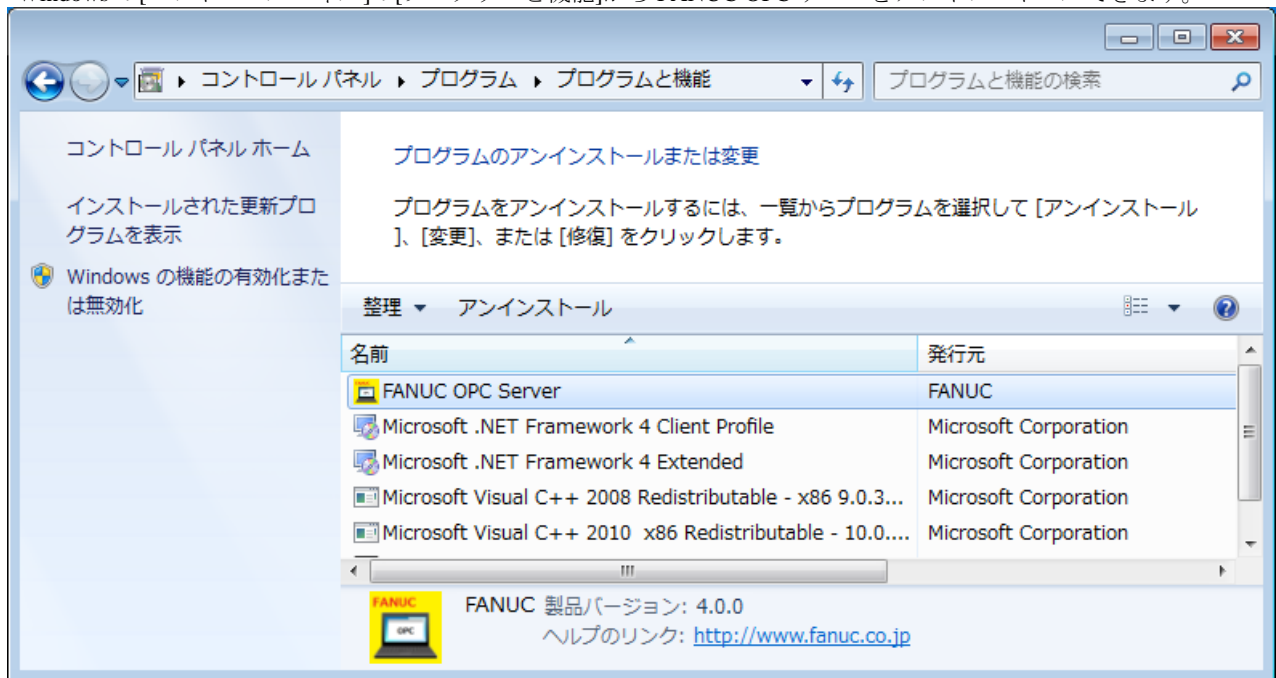 コントロール パネル ▸ プログラム ▸ プログラムと機能
プログラムと機能の検索
コントロール パネル ホーム
インストールされた更新プロ
グラムを表示
Windows の機能の有効化また
は無効化
プログラムのアンインストールまたは変更
プログラムをアンインストールするには、一覧からプログラムを選択して [アンインストール
]、[変更]、または [修復] をクリックします。
整理 アンインストール
名前 発行元
FANUC OPC Server FANUC
Microsoft .NET Framework 4 Client Profile Microsoft Corporation
Microsoft .NET Framework 4 Extended Microsoft Corporation
Microsoft Visual C++ 2008 Redistributable - x86 9.0.3... Microsoft Corporation
Microsoft Visual C++ 2010 x86 Redistributable - 10.0.... Microsoft Corporation
FANUC
OPC
FANUC 製品バージョン: 4.0.0
ヘルプのリンク: http://www.fanuc.co.jp